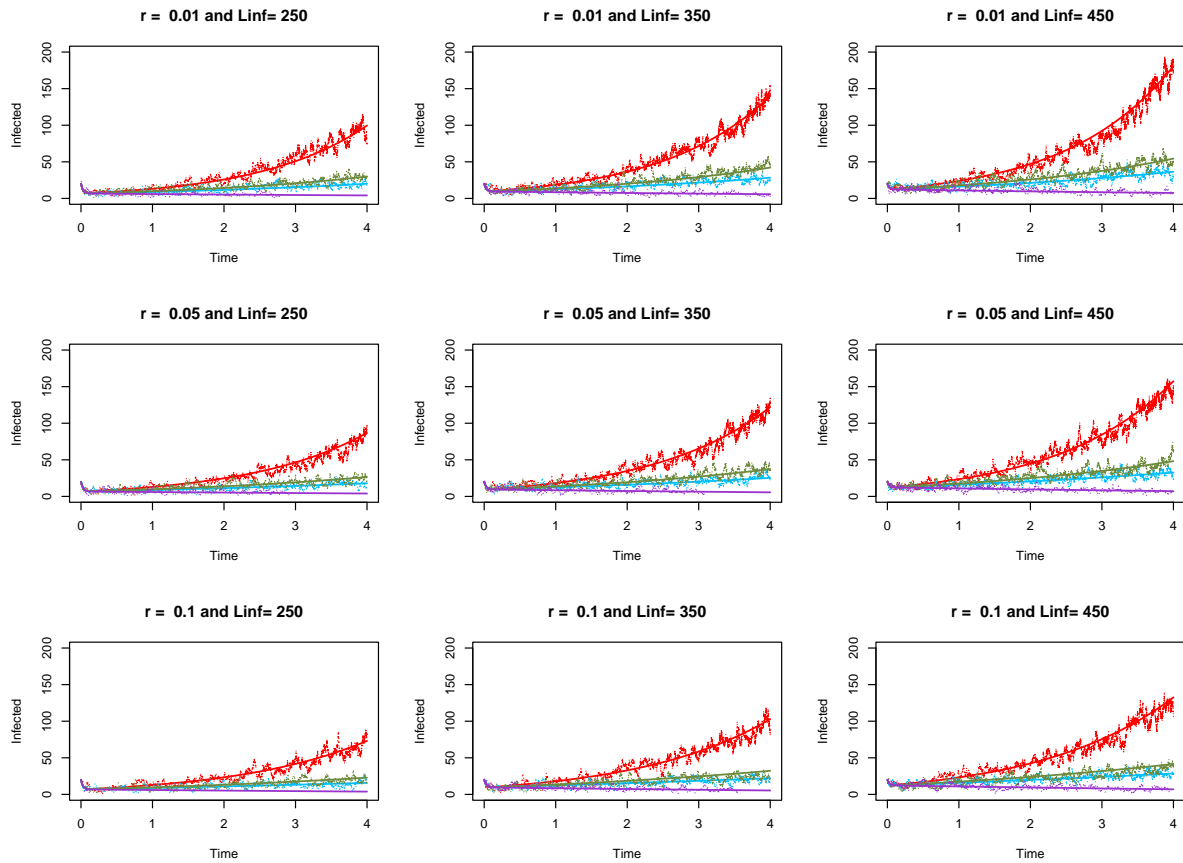 r = 0.01 and Linf= 250
r = 0.01 and Linf= 350
r = 0.01 and Linf= 450
Infected
0
50
100
150
200
0 1 2 3 4
Time
Infected
0
50
100
150
200
0 1 2 3 4
Time
Infected
0
50
100
150
200
0 1 2 3 4
Time
r = 0.05 and Linf= 250
r = 0.05 and Linf= 350
r = 0.05 and Linf= 450
Infected
0
50
100
150
200
0 1 2 3 4
Time
Infected
0
50
100
150
200
0 1 2 3 4
Time
Infected
0
50
100
150
200
0 1 2 3 4
Time
r = 0.1 and Linf= 250
r = 0.1 and Linf= 350
r = 0.1 and Linf= 450
Infected
0
50
100
150
200
0 1 2 3 4
Time
Infected
0
50
100
150
200
0 1 2 3 4
Time
Infected
0
50
100
150
200
0 1 2 3 4
Time